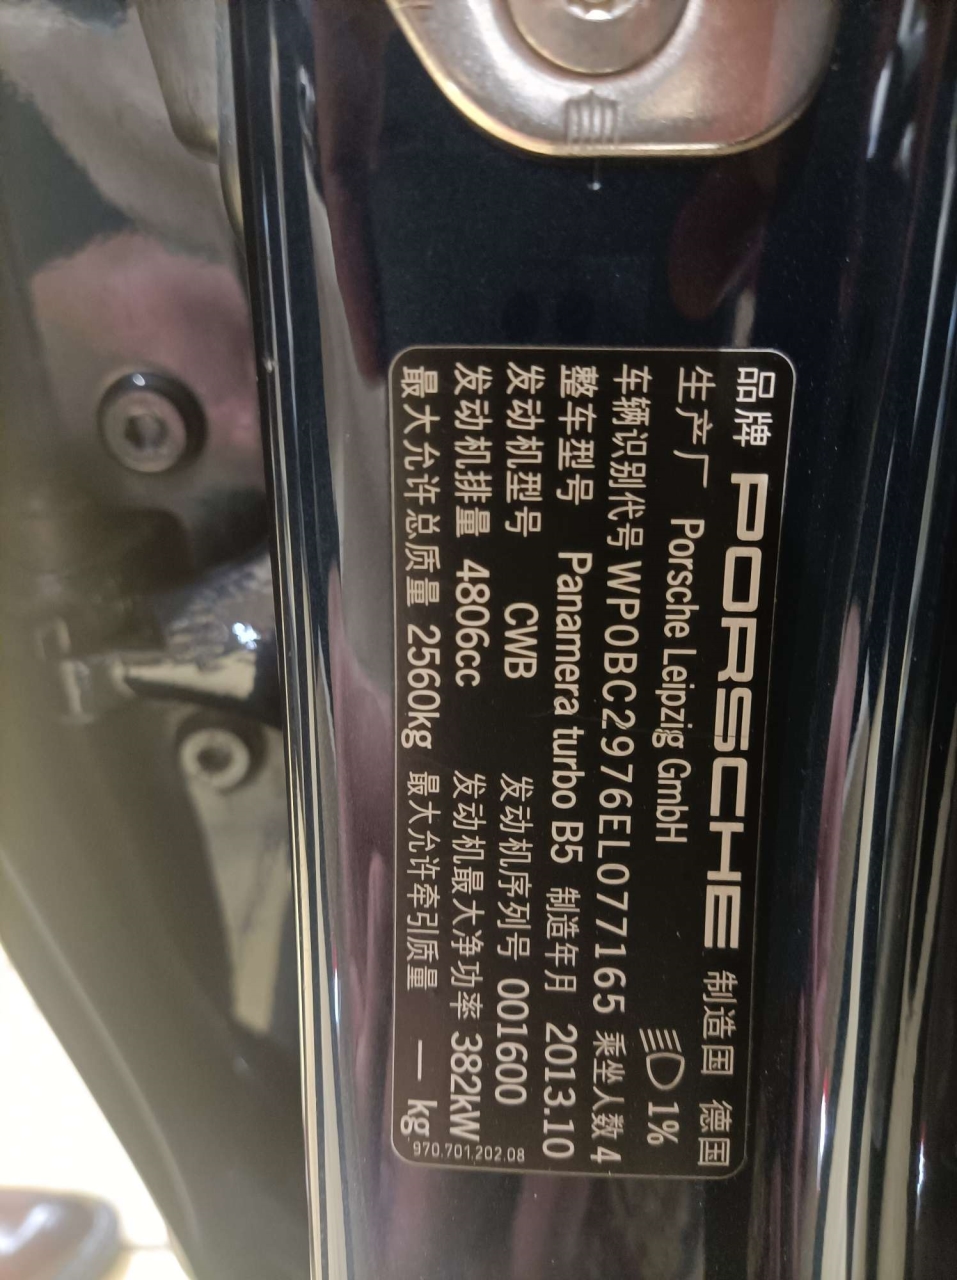 品牌 PORSCHE 制造国 德国
生产厂 Porsche Leipzig GmbH 1%
车辆识别代号 WP0BC2976EL077165 乘坐人数 4
整车型号 Panamera turbo B5 制造年月 2013.10
发动机型号 CWB 发动机序列号 001600
发动机排量 4806cc 发动机最大净功率 382kW
最大允许总质量 2560kg 最大允许牵引质量 — kg
970.701.202.08